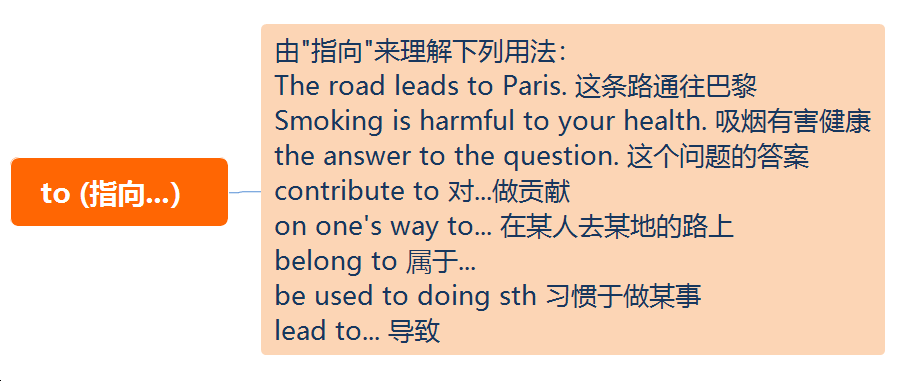 to (指向...)
由"指向"来理解下列用法：
The road leads to Paris. 这条路通往巴黎
Smoking is harmful to your health. 吸烟有害健康
the answer to the question. 这个问题的答案
contribute to 对...做贡献
on one's way to... 在某人去某地的路上
belong to 属于...
be used to doing sth 习惯于做某事
lead to... 导致